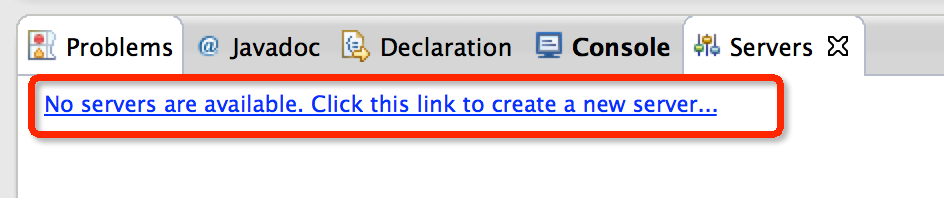 Problems @ Javadoc Declaration Console Servers
No servers are available. Click this link to create a new server...